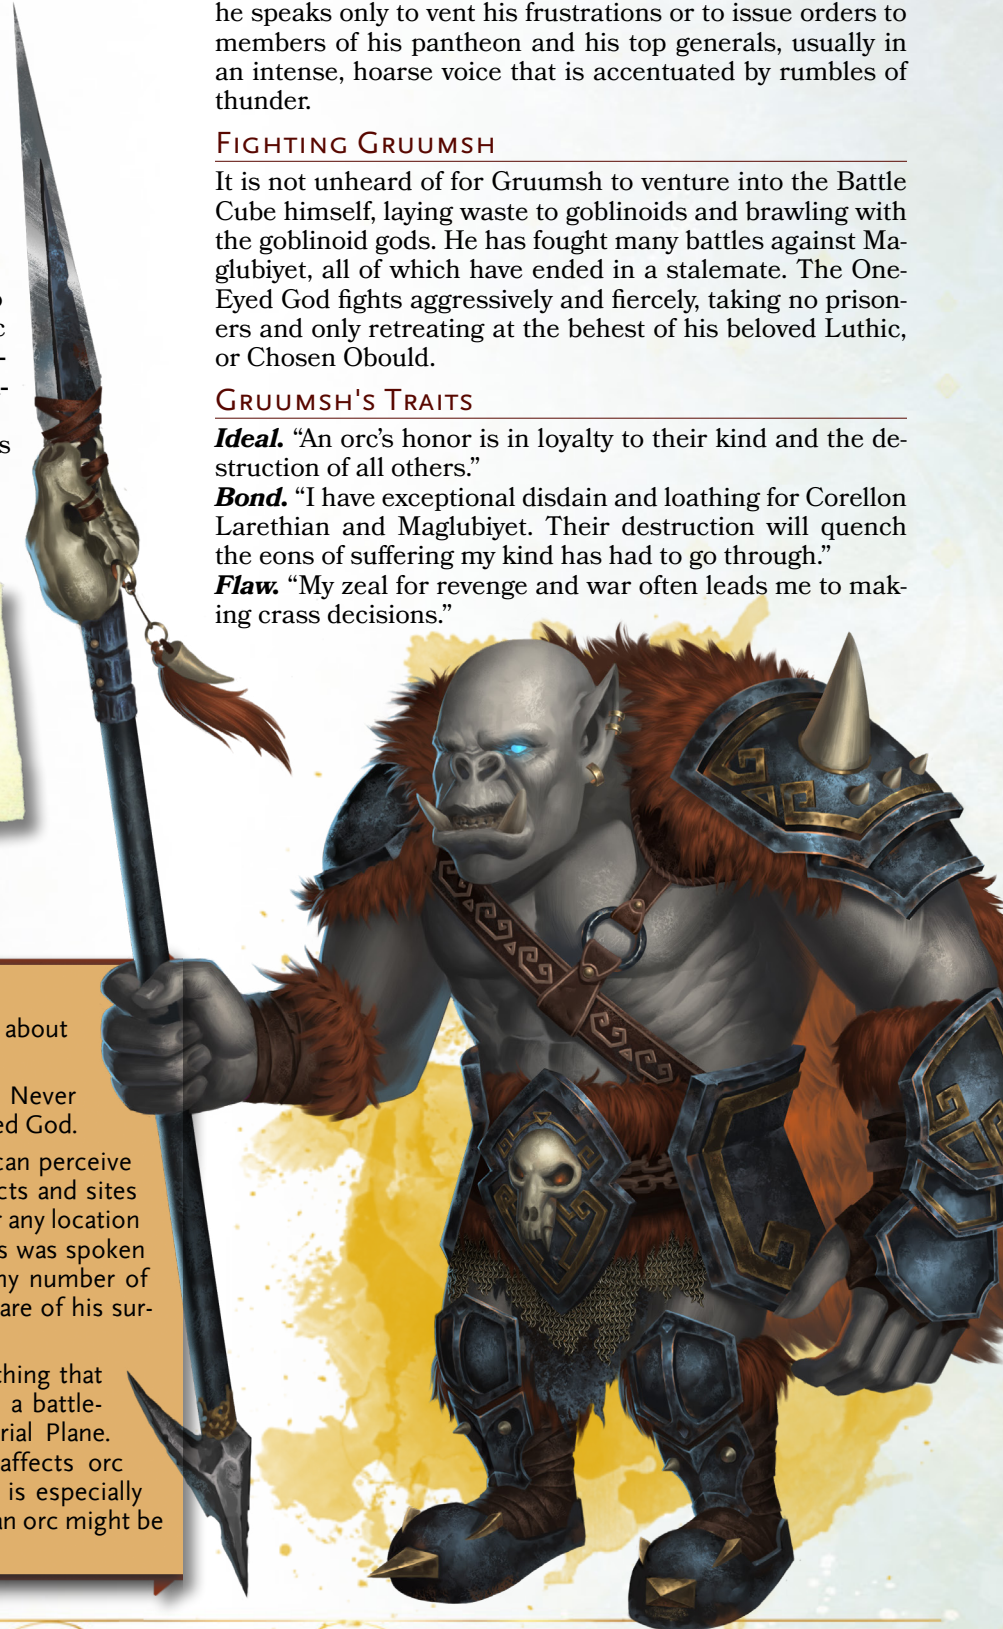 he speaks only to vent his frustrations or to issue orders to
members of his pantheon and his top generals, usually in
an intense, hoarse voice that is accentuated by rumbles of
thunder.
Fighting Gruumsh
It is not unheard of for Gruumsh to venture into the Battle
Cube himself, laying waste to goblinoids and brawling with
the goblinoid gods. He has fought many battles against Ma-
glubiyet, all of which have ended in a stalemate. The One-
Eyed God fights aggressively and fiercely, taking no prison-
ers and only retreating at the behest of his beloved Luthic,
or Chosen Obould.
Gruumsh's Traits
Ideal. “An orc’s honor is in loyalty to their kind and the de-
struction of all others.”
Bond. “I have exceptional disdain and loathing for Corellon
Larethian and Maglubiyet. Their destruction will quench
the eons of suffering my kind has had to go through.”
Flaw. “My zeal for revenge and war often leads me to mak-
ing crass decisions.”
about
Never
ed God.
can perceive
cts and sites
r any location
s was spoken
ny number of
are of his sur-
thing that
a battle-
rial Plane.
affects orc
is especially
an orc might be